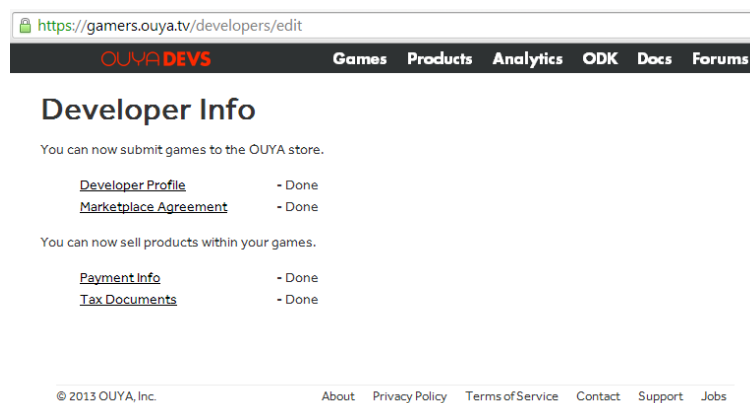 https://gamers.ouya.tv/developers/edit
OUYA DEVS Games Products Analytics ODK Docs Forums
Developer Info
You can now submit games to the OUYA store.
Developer Profile - Done
Marketplace Agreement - Done
You can now sell products within your games.
Payment Info - Done
Tax Documents - Done
© 2013 OUYA, Inc. About Privacy Policy Terms of Service Contact Support Jobs